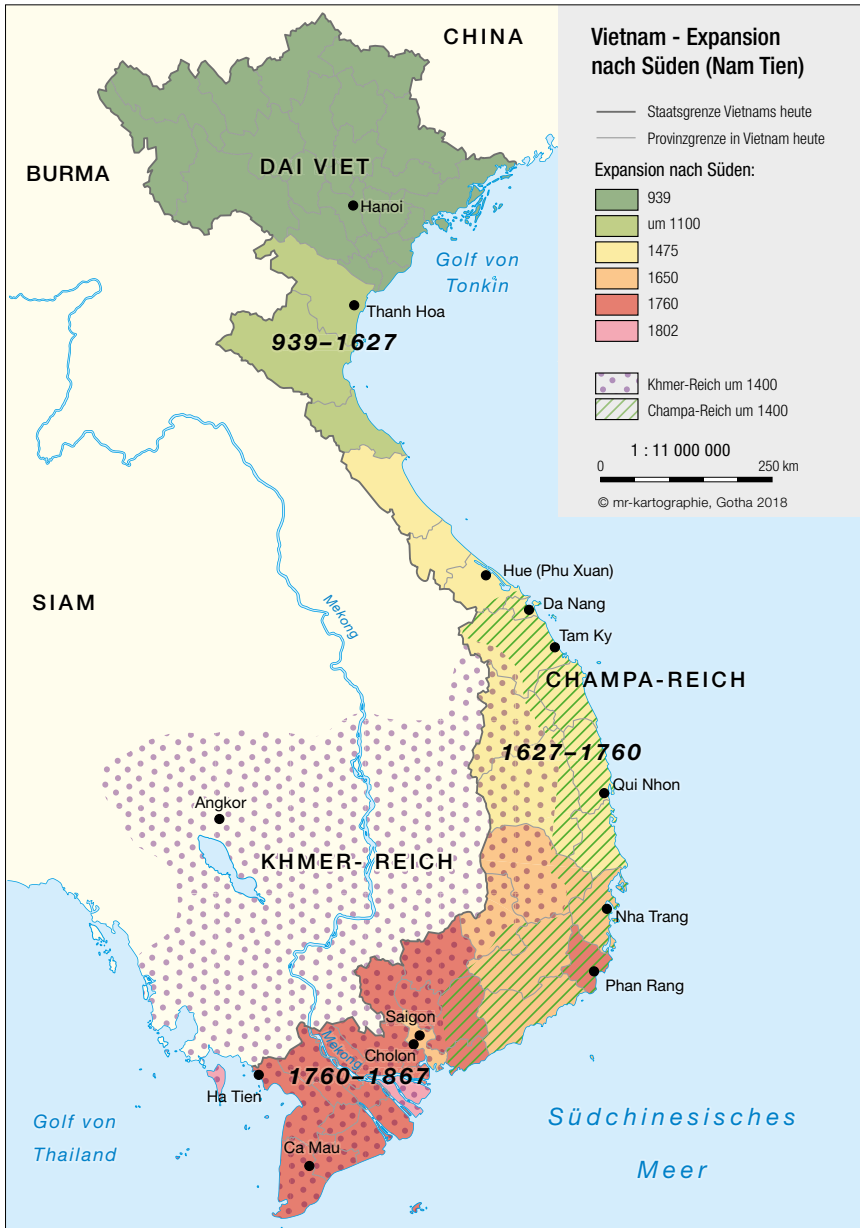 Vietnam - Expansion
nach Süden (Nam Tien)
Staatsgrenze Vietnams heute
Provinzgrenze in Vietnam heute
Expansion nach Süden:
939
um 1100
1475
1650
1760
1802
Khmer-Reich um 1400
Champa-Reich um 1400
1 : 11 000 000
0 250 km
© mr-kartographie, Gotha 2018
CHINA
BURMA
DAI VIET
Hanoi
Golf von
Tonkin
Thanh Hoa
939–1627
Hue (Phu Xuan)
SIAM
Mekong
Da Nang
Tam Ky
CHAMPA-REICH
1627–1760
Qui Nhon
Angkor
KHMER- REICH
Nha Trang
Phan Rang
Saigon
Mekong
Cholon
1760–1867
Ha Tien
Golf von
Thailand
Ca Mau
Südchinesisches
Meer